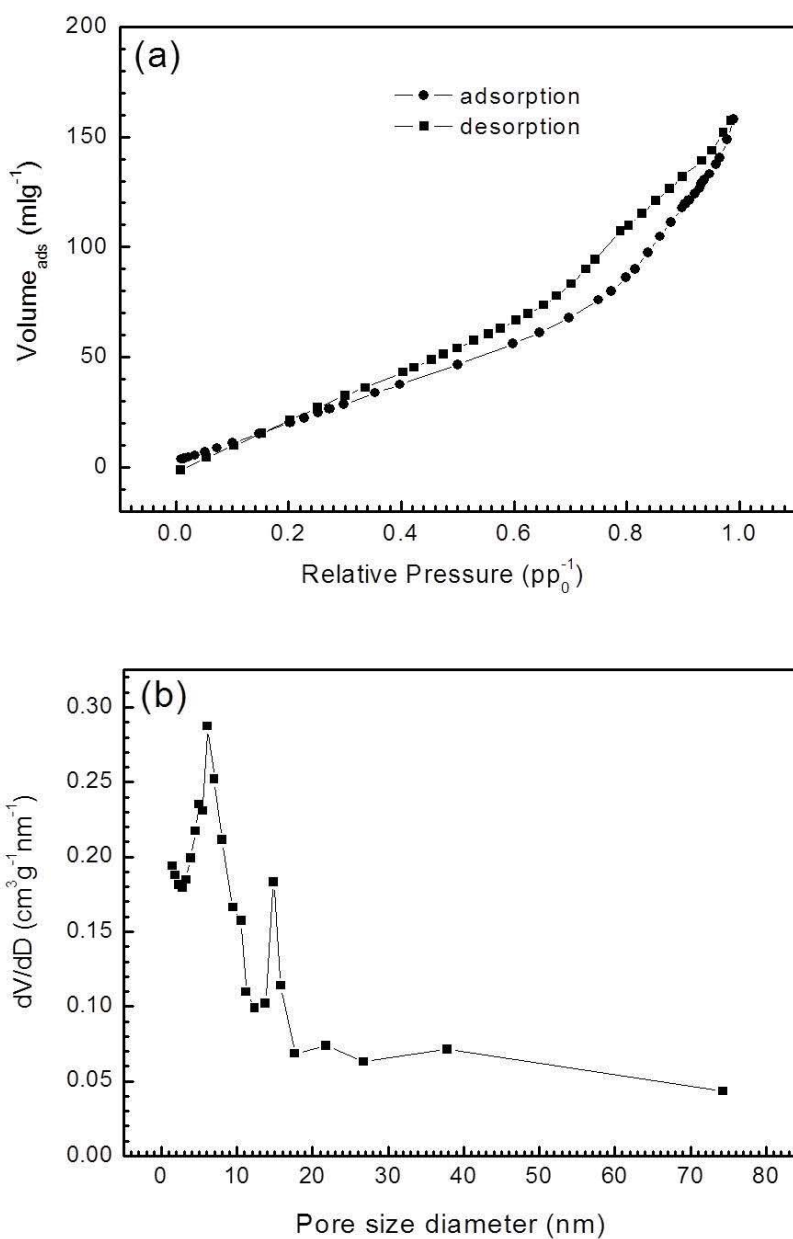 (a)
adsorption
desorption
200
150
100
50
0
Volume_ads (mlg^-1)
0.0 0.2 0.4 0.6 0.8 1.0
Relative Pressure (pp_0^-1)
(b)
0.30
0.25
0.20
0.15
0.10
0.05
0.00
dV/dD (cm^3g^-1nm^-1)
0 10 20 30 40 50 60 70 80
Pore size diameter (nm)